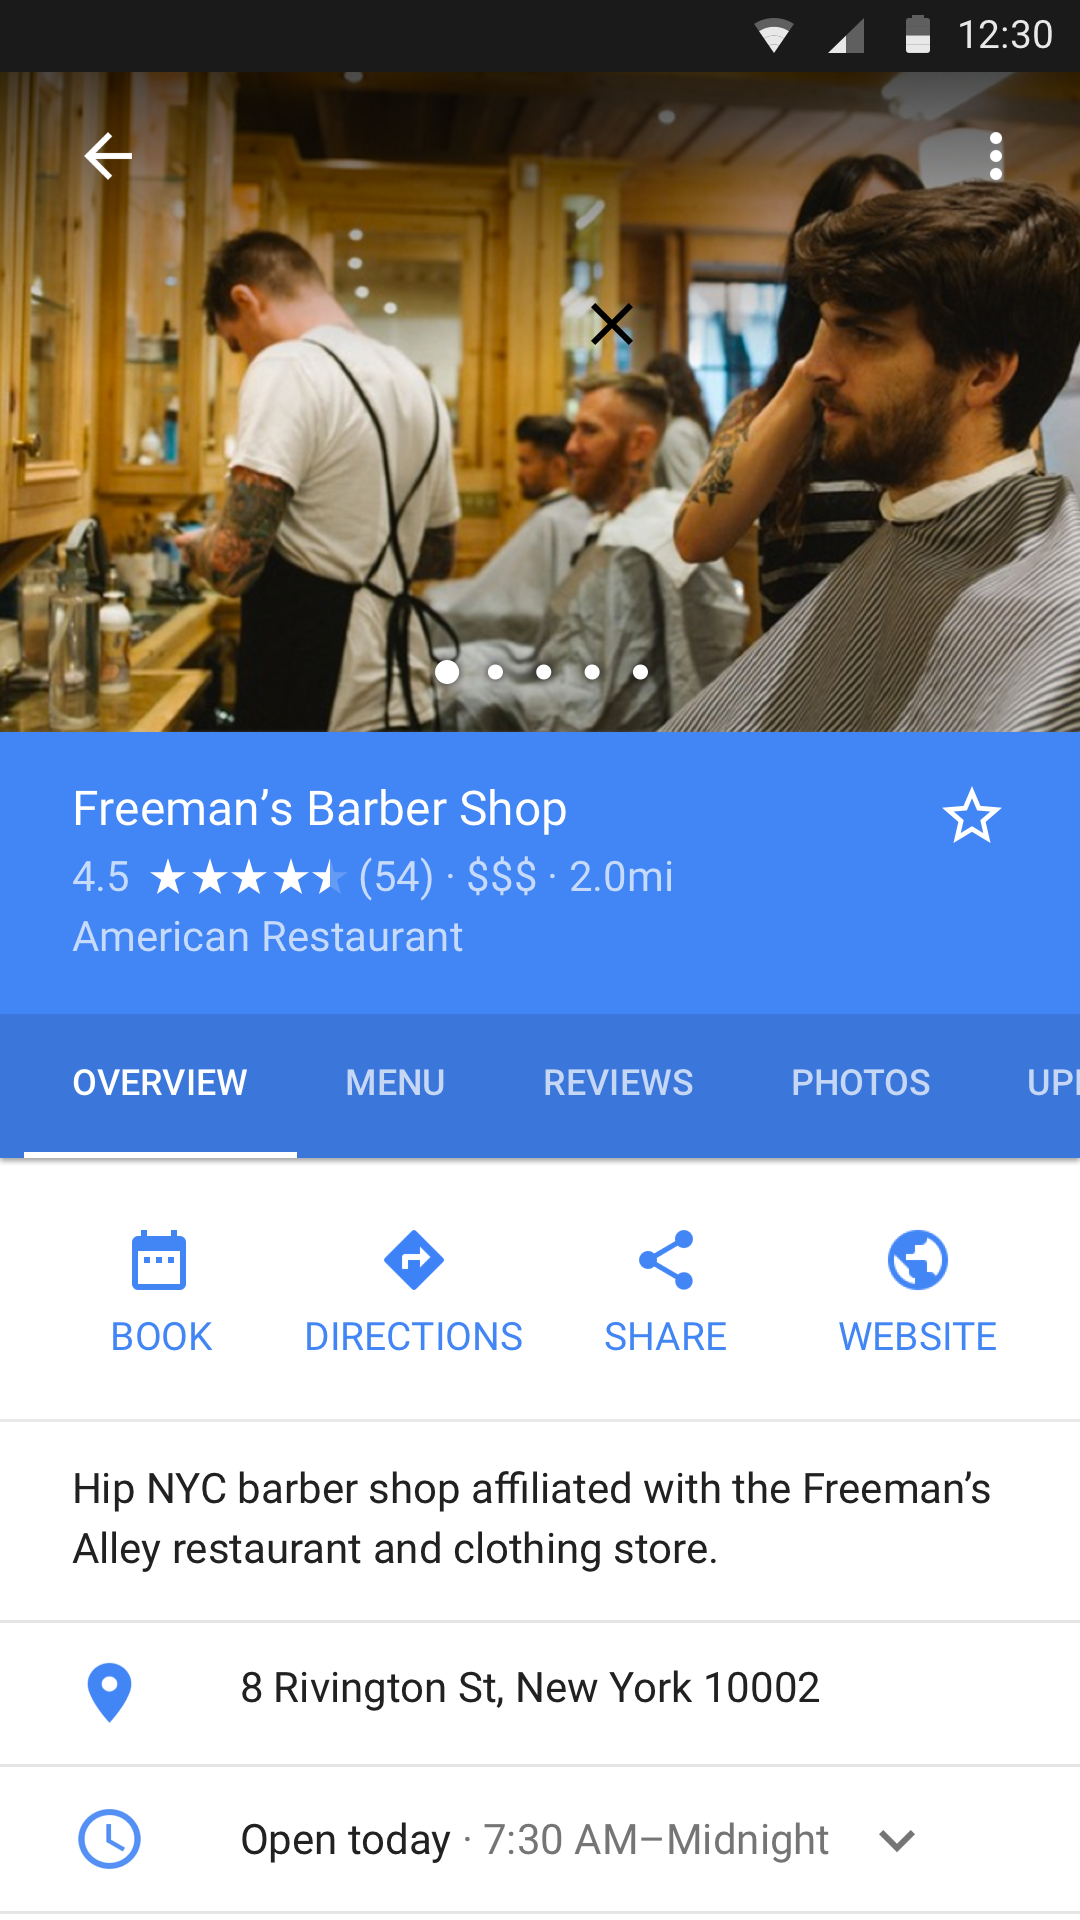 12:30
Freeman’s Barber Shop
4.5 (54) · $$$ · 2.0mi
American Restaurant
OVERVIEW MENU REVIEWS PHOTOS
BOOK DIRECTIONS SHARE WEBSITE
Hip NYC barber shop affiliated with the Freeman’s
Alley restaurant and clothing store.
8 Rivington St, New York 10002
Open today · 7:30 AM–Midnight